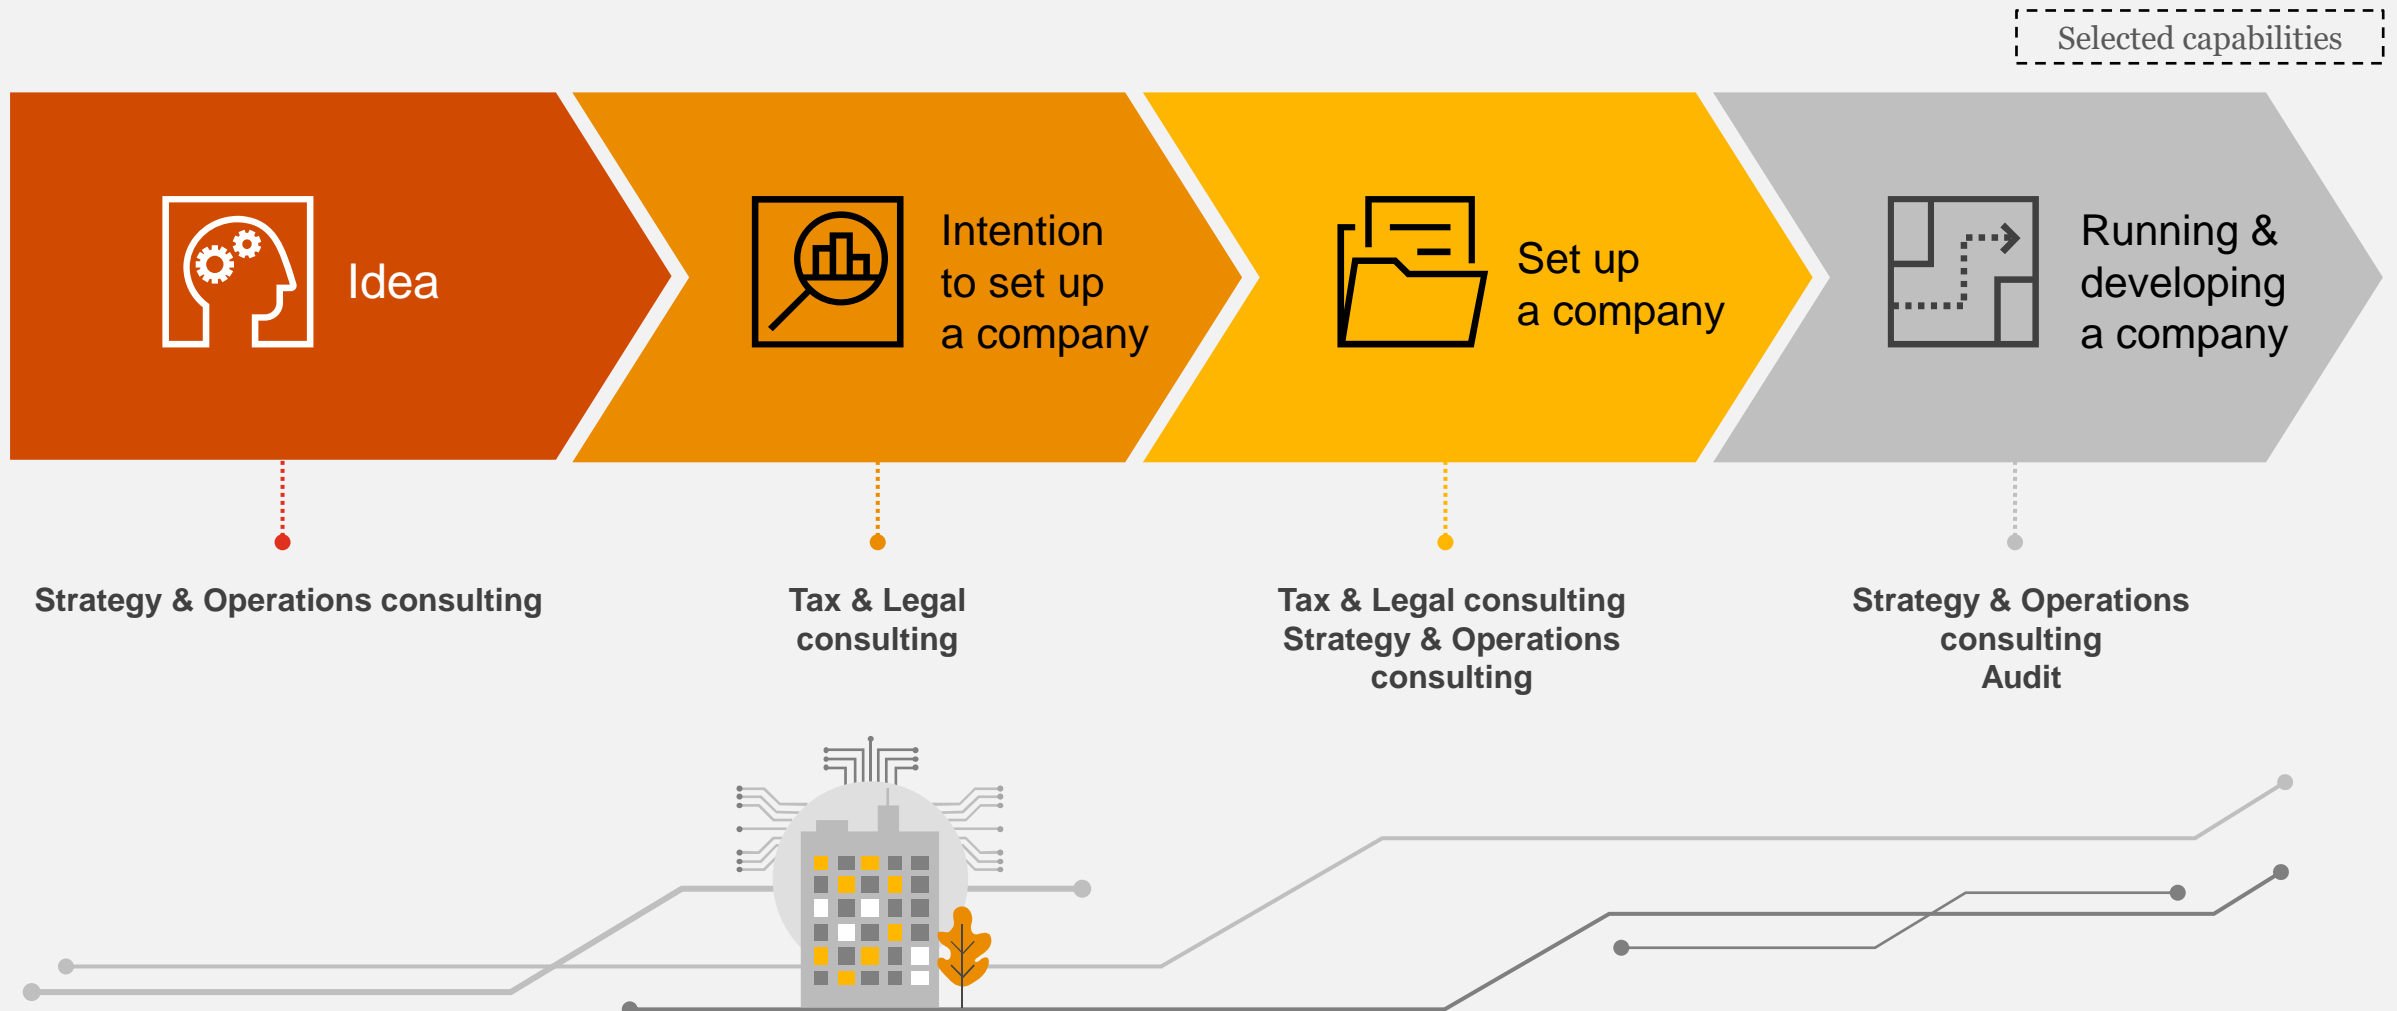 Selected capabilities
Idea
Intention
to set up
a company
Set up
a company
Running &
developing
a company
Strategy & Operations consulting
Tax & Legal
consulting
Tax & Legal consulting
Strategy & Operations
consulting
Strategy & Operations
consulting
Audit